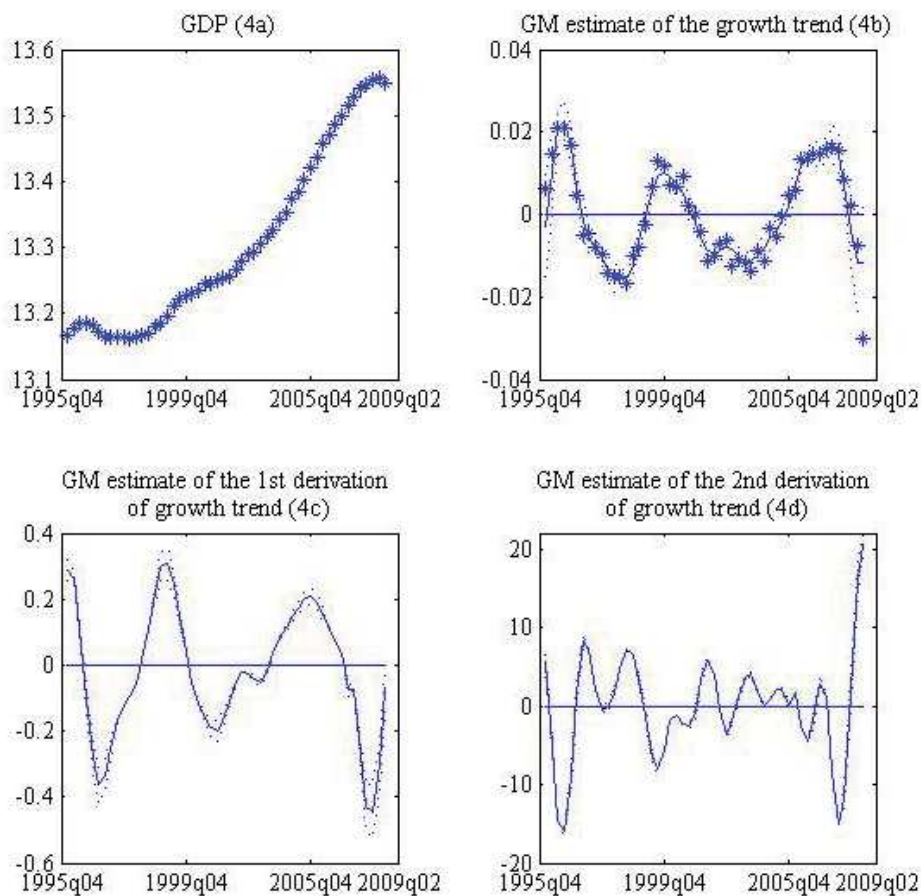 GDP (4a)
13.6
13.5
13.4
13.3
13.2
13.1
1995q04 1999q04 2005q04 2009q02
GM estimate of the growth trend (4b)
0.04
0.02
0
-0.02
-0.04
1995q04 1999q04 2005q04 2009q02
GM estimate of the 1st derivation
of growth trend (4c)
0.4
0.2
0
-0.2
-0.4
-0.6
1995q04 1999q04 2005q04 2009q02
GM estimate of the 2nd derivation
of growth trend (4d)
20
10
0
-10
-20
1995q04 1999q04 2005q04 2009q02